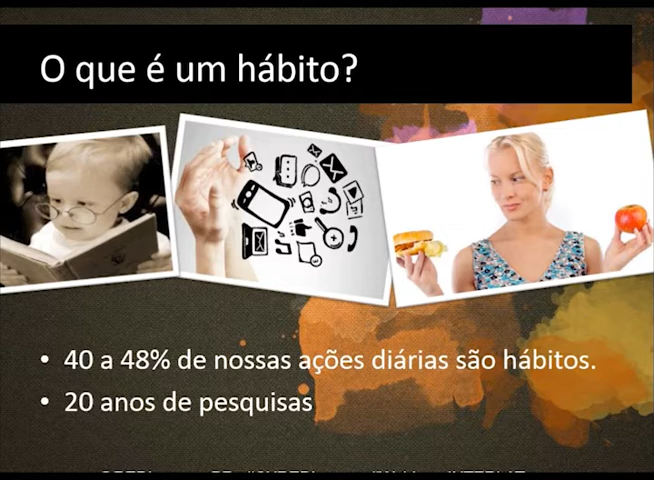 O que é um hábito?
• 40 a 48% de nossas ações diárias são hábitos.
• 20 anos de pesquisas